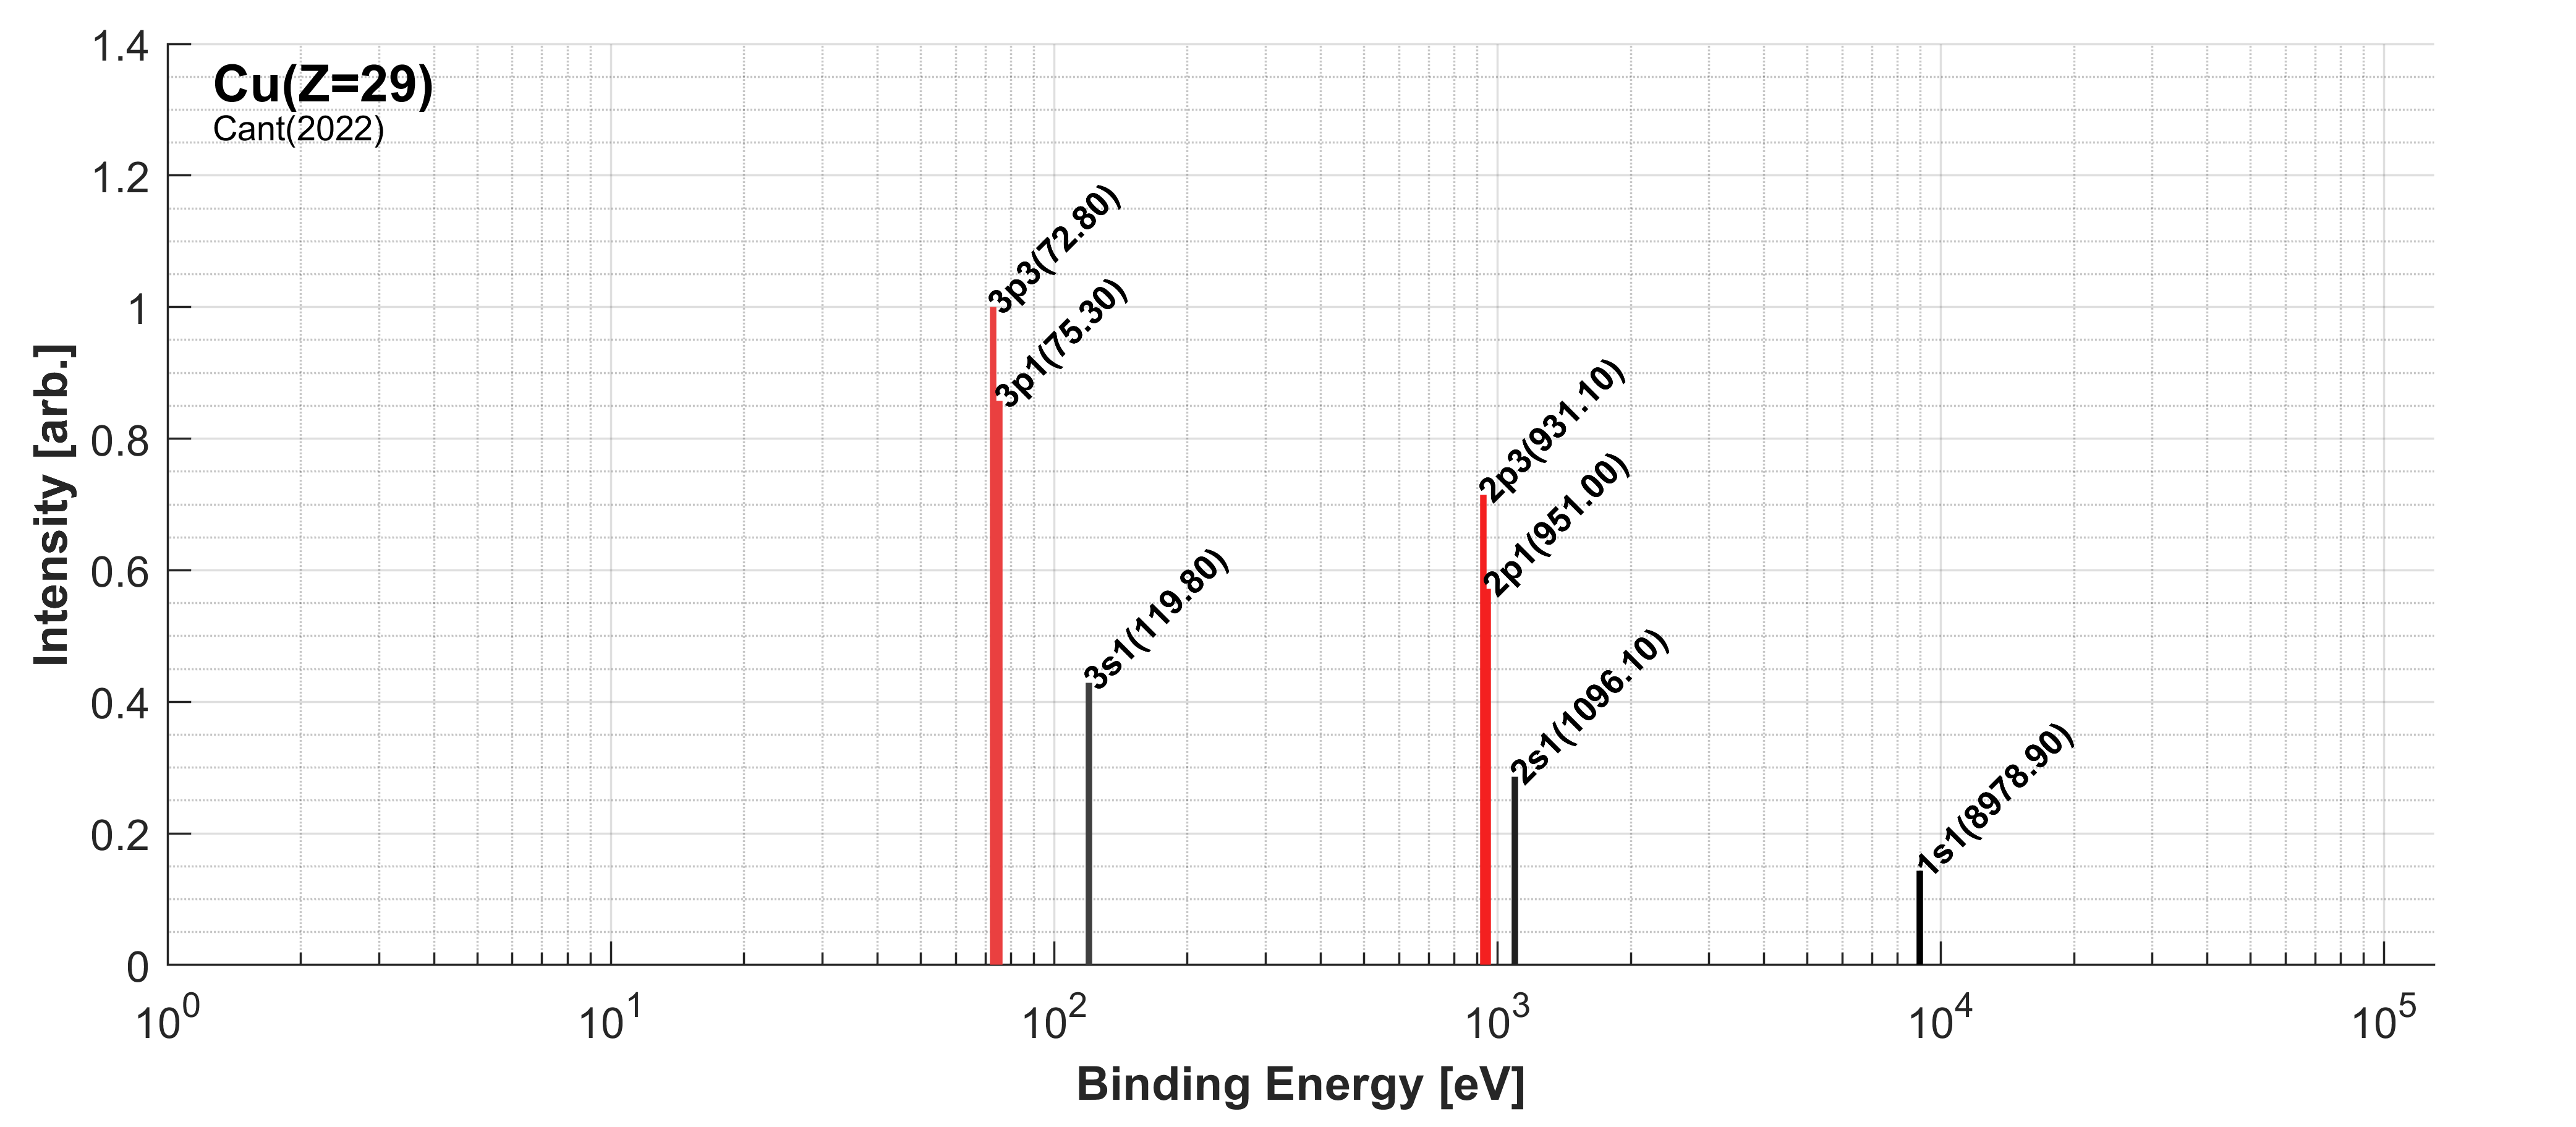 Cu(Z=29)
Cant(2022)
1.4
1.2
1
0.8
0.6
0.4
0.2
0
Intensity [arb.]
3p3(72.80)
3p1(75.30)
3s1(119.80)
2p3(931.10)
2p1(951.00)
2s1(1096.10)
1s1(8978.90)
10^0 10^1 10^2 10^3 10^4 10^5
Binding Energy [eV]